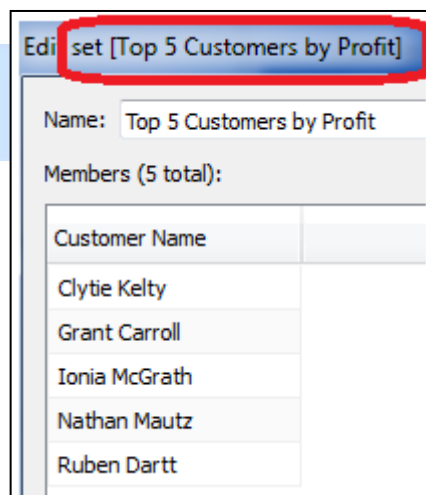 Edi set [Top 5 Customers by Profit]
Name: Top 5 Customers by Profit
Members (5 total):
Customer Name
Clytie Kelty
Grant Carroll
Ionia McGrath
Nathan Mautz
Ruben Dartt